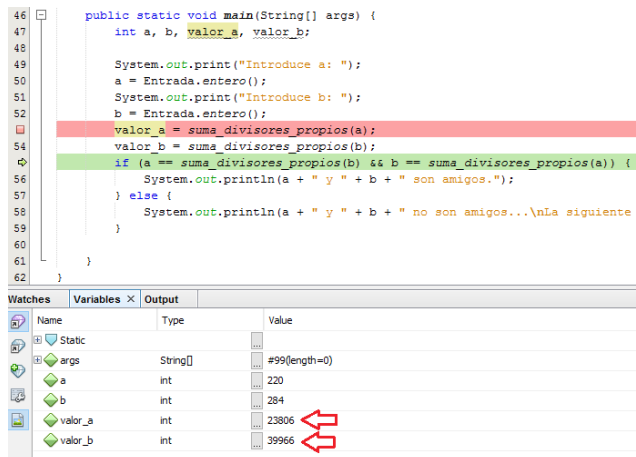 46 public static void main(String[] args) {
47 int a, b, valor_a, valor_b;
48
49 System.out.print("Introduce a: ");
50 a = Entrada.entero();
51 System.out.print("Introduce b: ");
52 b = Entrada.entero();
valor_a = suma_divisores_propios(a);
54 valor_b = suma_divisores_propios(b);
if (a == suma_divisores_propios(b) && b == suma_divisores_propios(a)) {
56 System.out.println(a + " y " + b + " son amigos.");
57 } else {
58 System.out.println(a + " y " + b + " no son amigos...\nLa siguiente
59 }
60
61 }
62 }
Watches Variables × Output
Name Type Value
Static ...
args String[] ... #99(length=0)
a int ... 220
b int ... 284
valor_a int ... 23806
valor_b int ... 39966